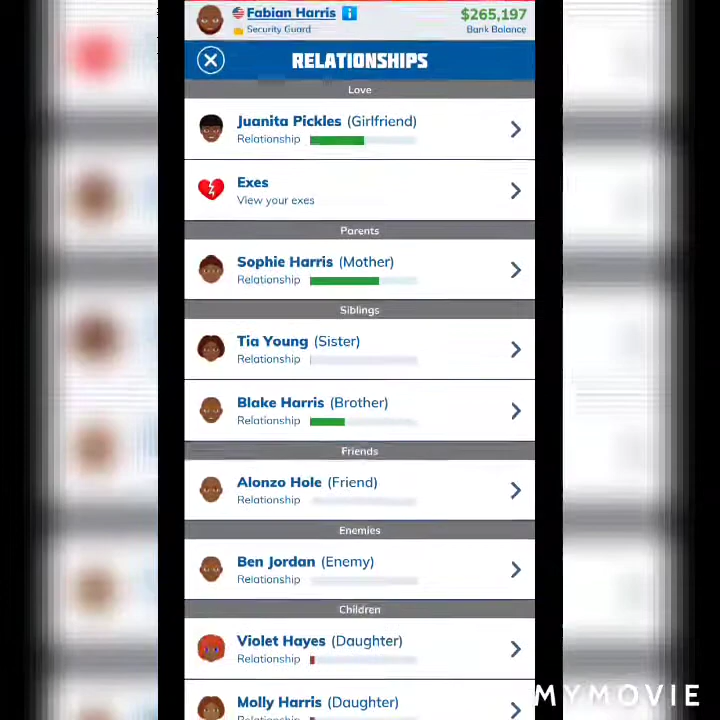 Fabian Harris i
$265,197
Security Guard
Bank Balance
RELATIONSHIPS
Love
Juanita Pickles (Girlfriend)
Relationship
Exes
View your exes
Parents
Sophie Harris (Mother)
Relationship
Siblings
Tia Young (Sister)
Relationship
Blake Harris (Brother)
Relationship
Friends
Alonzo Hole (Friend)
Relationship
Enemies
Ben Jordan (Enemy)
Relationship
Children
Violet Hayes (Daughter)
Relationship
Molly Harris (Daughter)
Relationship
MYMOVIE